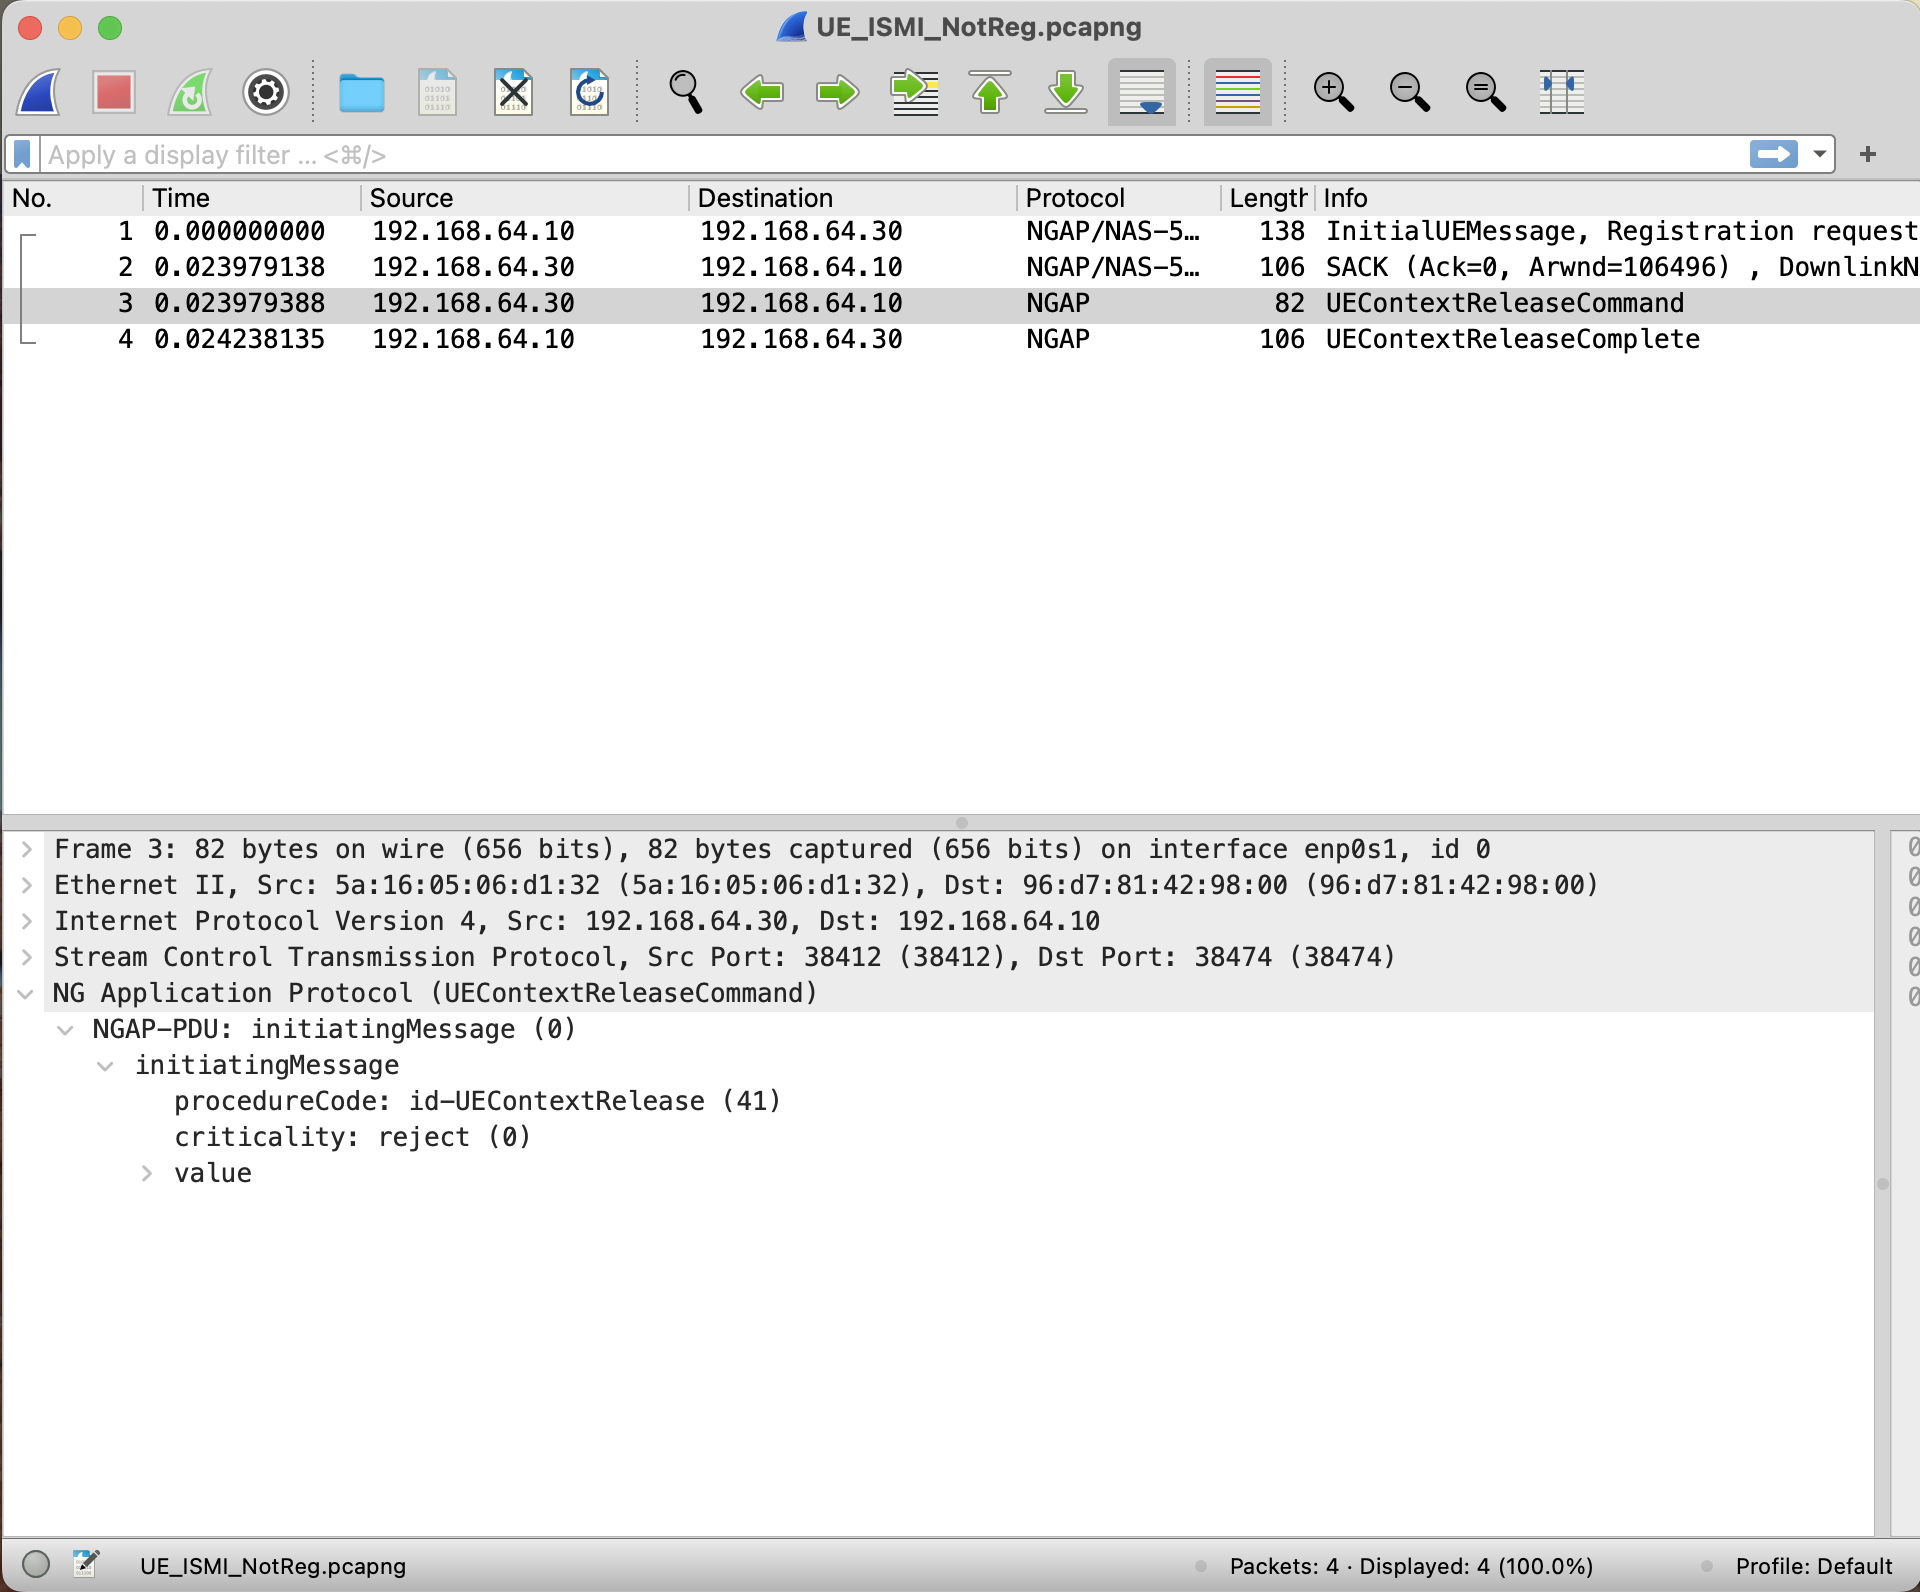 UE_ISMI_NotReg.pcapng
Apply a display filter ... <⌘/>
No. Time Source Destination Protocol Length Info
1 0.000000000 192.168.64.10 192.168.64.30 NGAP/NAS-5… 138 InitialUEMessage, Registration request
2 0.023979138 192.168.64.30 192.168.64.10 NGAP/NAS-5… 106 SACK (Ack=0, Arwnd=106496) , DownlinkN
3 0.023979388 192.168.64.30 192.168.64.10 NGAP 82 UEContextReleaseCommand
4 0.024238135 192.168.64.10 192.168.64.30 NGAP 106 UEContextReleaseComplete
Frame 3: 82 bytes on wire (656 bits), 82 bytes captured (656 bits) on interface enp0s1, id 0
Ethernet II, Src: 5a:16:05:06:d1:32 (5a:16:05:06:d1:32), Dst: 96:d7:81:42:98:00 (96:d7:81:42:98:00)
Internet Protocol Version 4, Src: 192.168.64.30, Dst: 192.168.64.10
Stream Control Transmission Protocol, Src Port: 38412 (38412), Dst Port: 38474 (38474)
NG Application Protocol (UEContextReleaseCommand)
NGAP-PDU: initiatingMessage (0)
initiatingMessage
procedureCode: id-UEContextRelease (41)
criticality: reject (0)
value
UE_ISMI_NotReg.pcapng
Packets: 4 · Displayed: 4 (100.0%)
Profile: Default